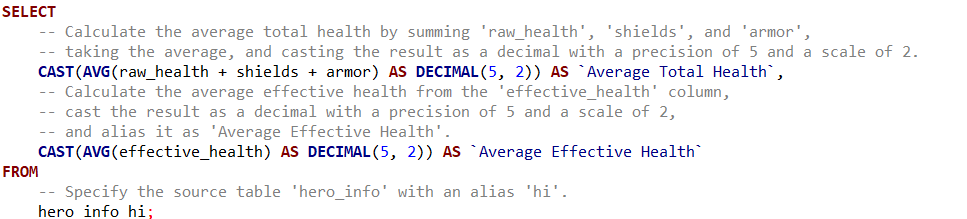 SELECT
-- Calculate the average total health by summing 'raw_health', 'shields', and 'armor',
-- taking the average, and casting the result as a decimal with a precision of 5 and a scale of 2.
CAST(AVG(raw_health + shields + armor) AS DECIMAL(5, 2)) AS `Average Total Health`,
-- Calculate the average effective health from the 'effective_health' column,
-- cast the result as a decimal with a precision of 5 and a scale of 2,
-- and alias it as 'Average Effective Health'.
CAST(AVG(effective_health) AS DECIMAL(5, 2)) AS `Average Effective Health`
FROM
-- Specify the source table 'hero_info' with an alias 'hi'.
hero_info hi;